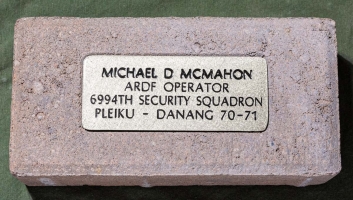 MICHAEL D MCMAHON
ARDF OPERATOR
6994TH SECURITY SQUADRON
PLEIKU - DANANG 70-71